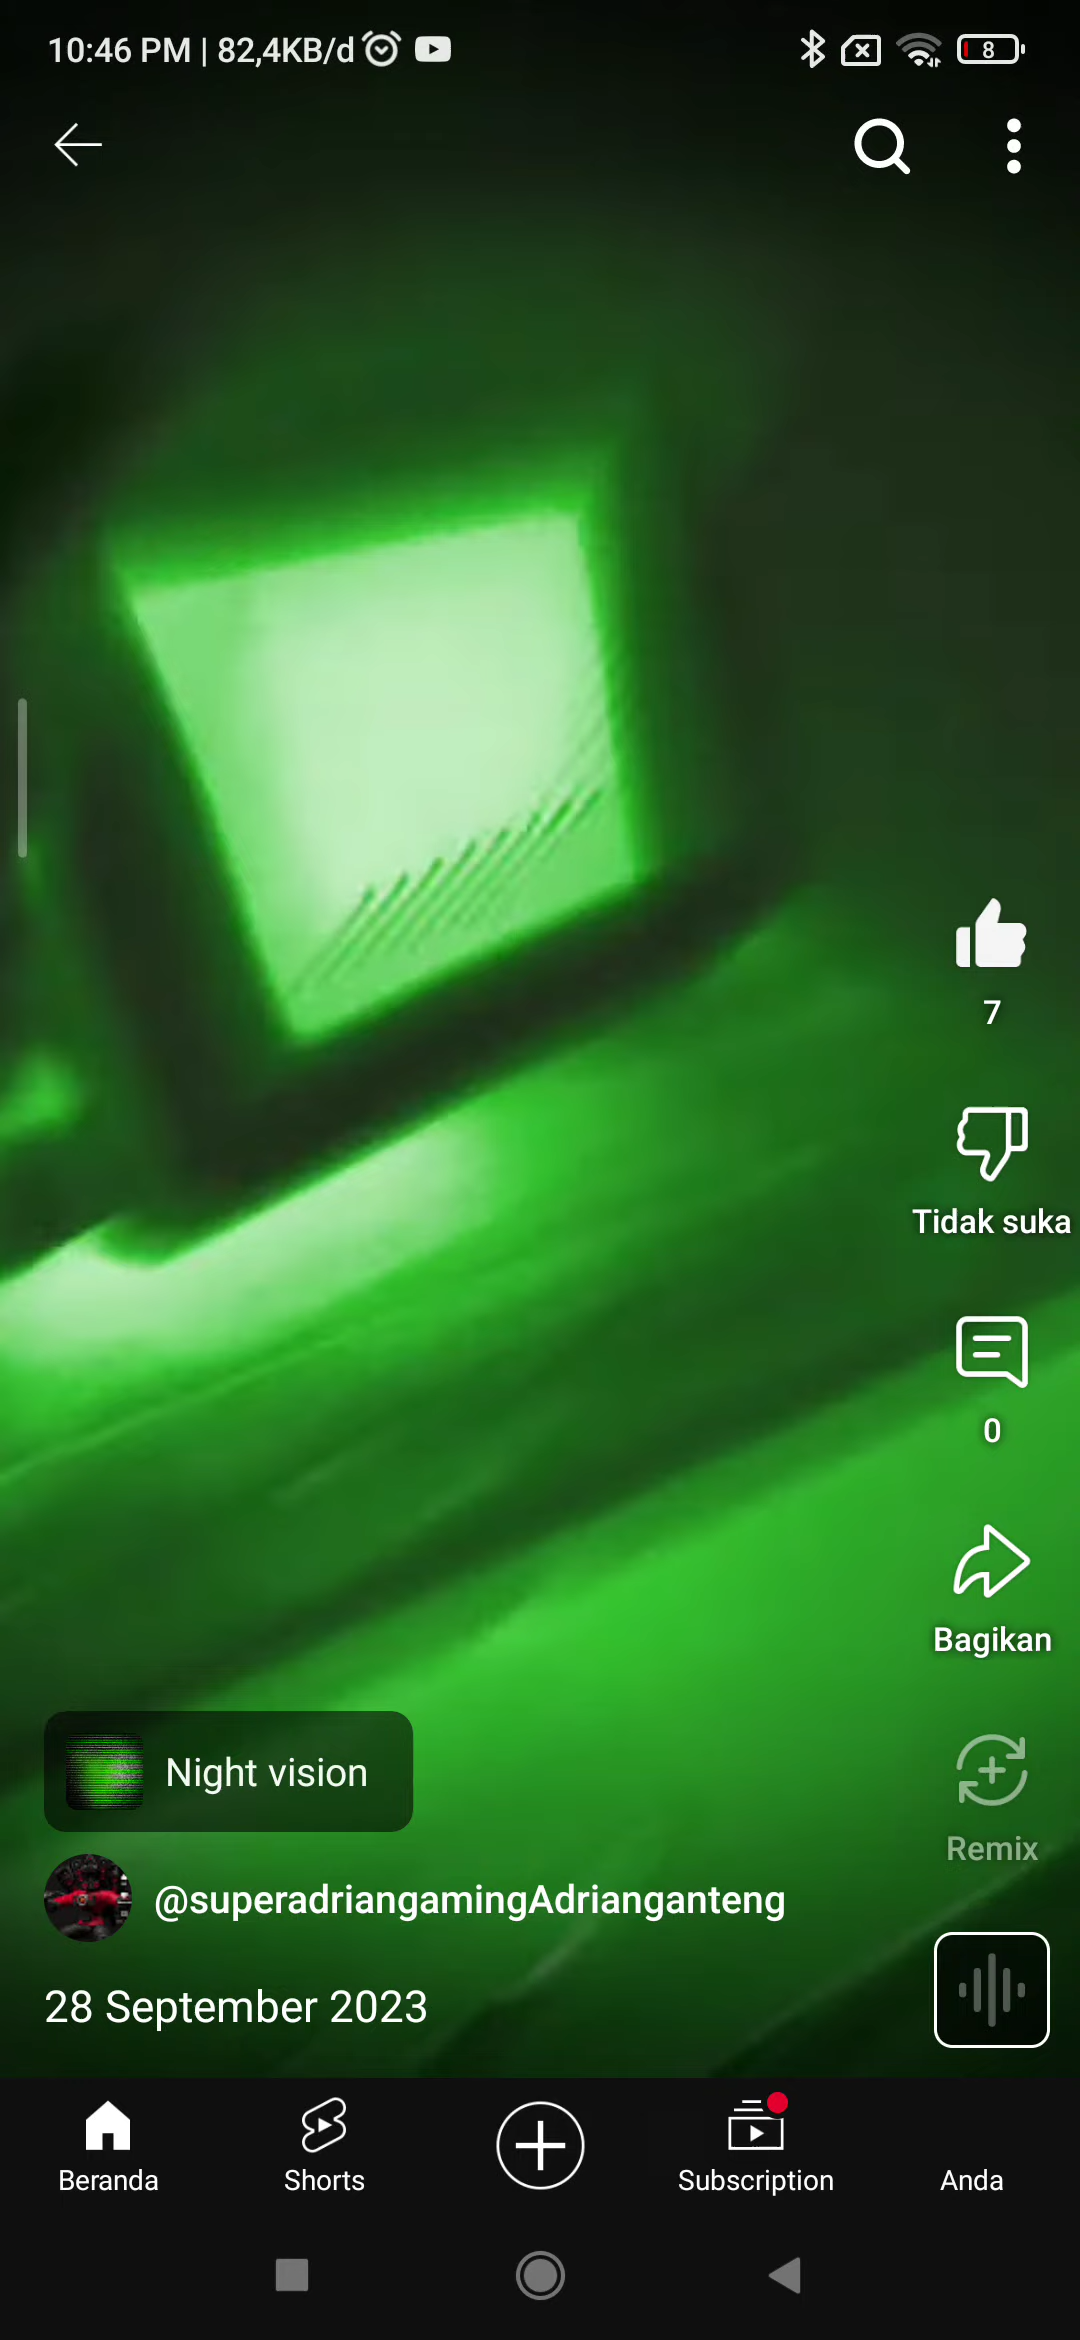 10:46 PM | 82,4KB/d
8
7
Tidak suka
0
Bagikan
Remix
Night vision
@superadriangamingAdrianganteng
28 September 2023
Beranda
Shorts
Subscription
Anda